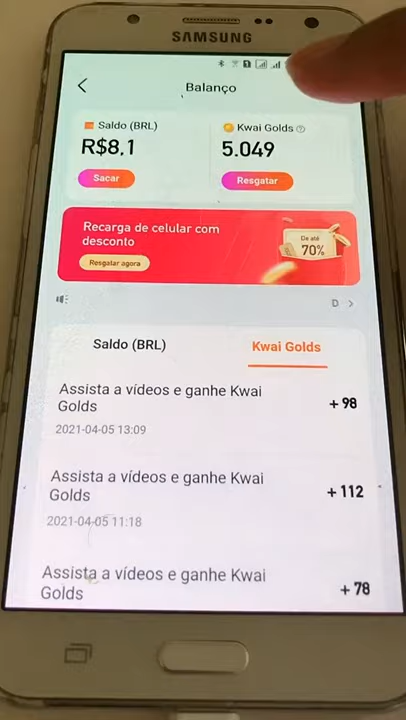 SAMSUNG
Balanço
Saldo (BRL)
Kwai Golds
R$8,1
5.049
Sacar
Resgatar
Recarga de celular com
desconto
De até
70%
Resgatar agora
D
Saldo (BRL)
Kwai Golds
Assista a vídeos e ganhe Kwai
Golds
+98
2021-04-05 13:09
Assista a vídeos e ganhe Kwai
Golds
+112
2021-04-05 11:18
Assista a vídeos e ganhe Kwai
Golds
+78